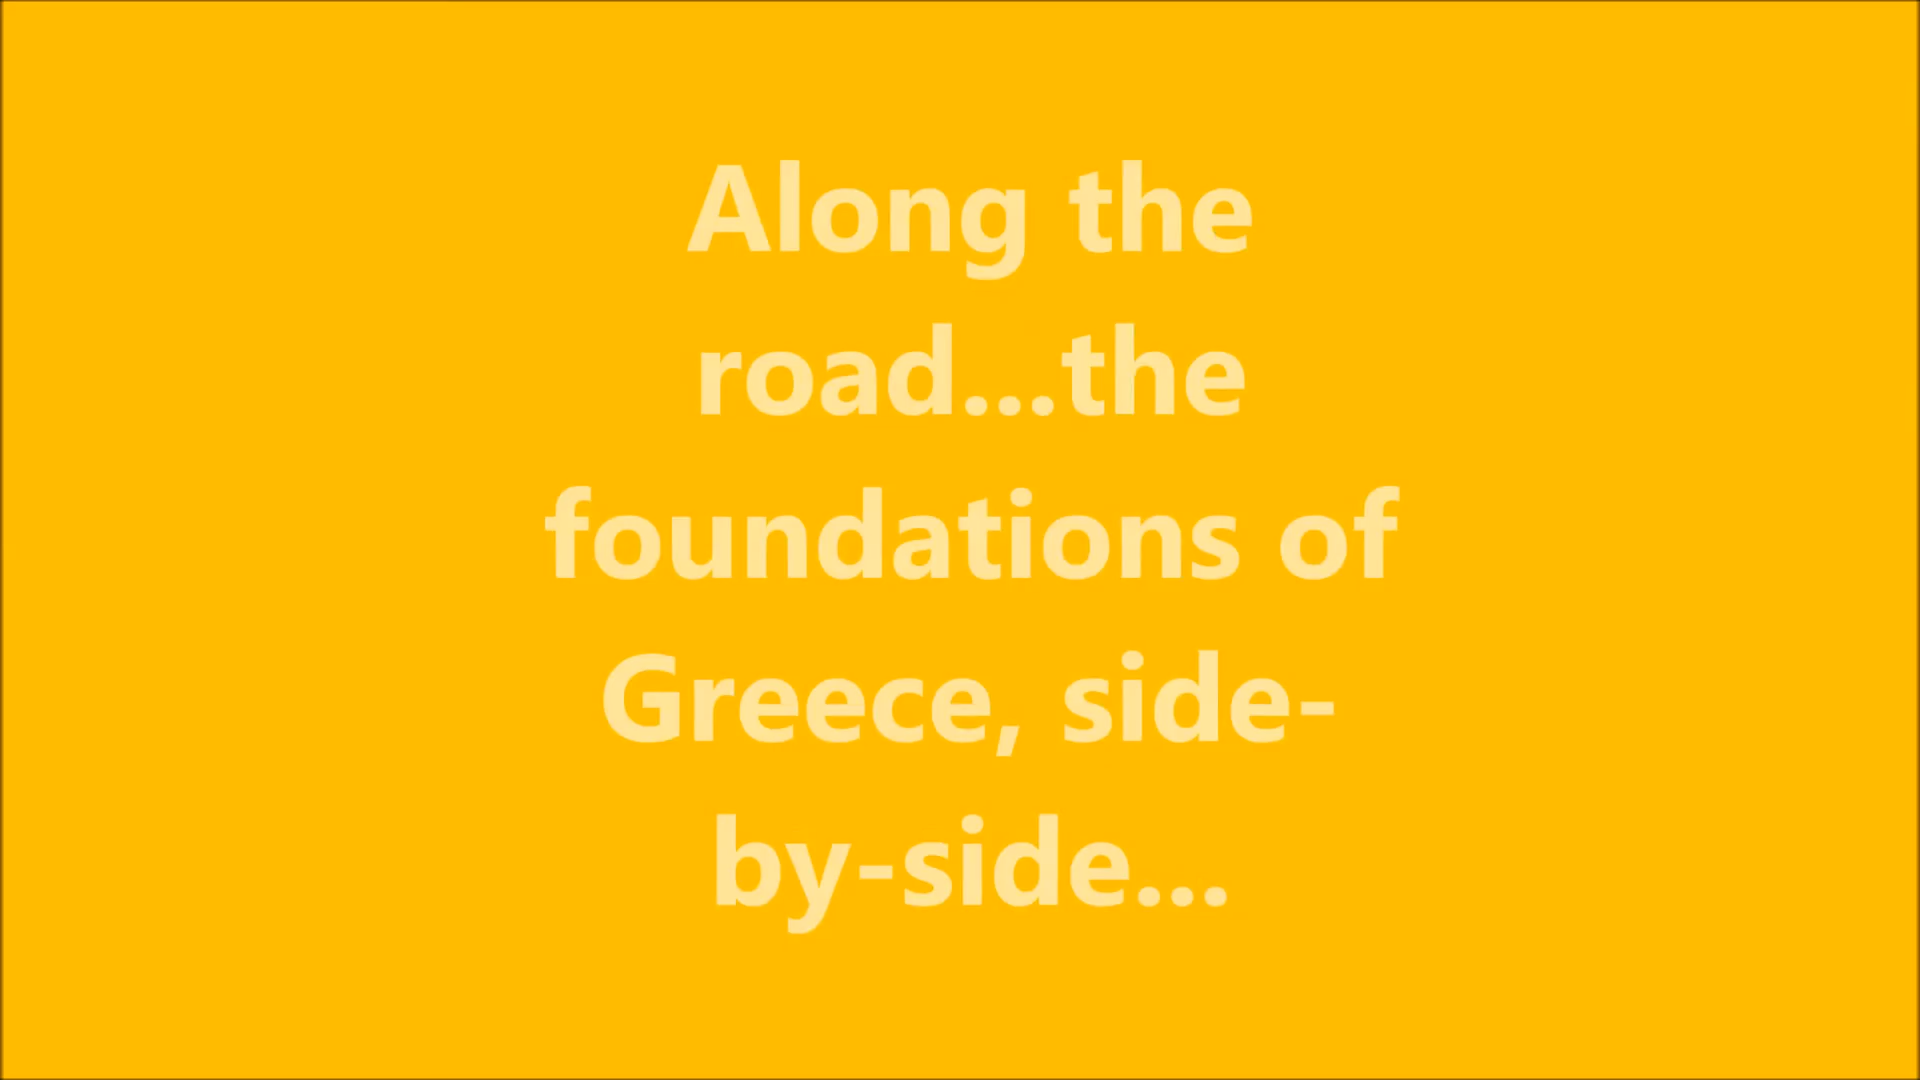 Along the
road...the
foundations of
Greece, side-
by-side...